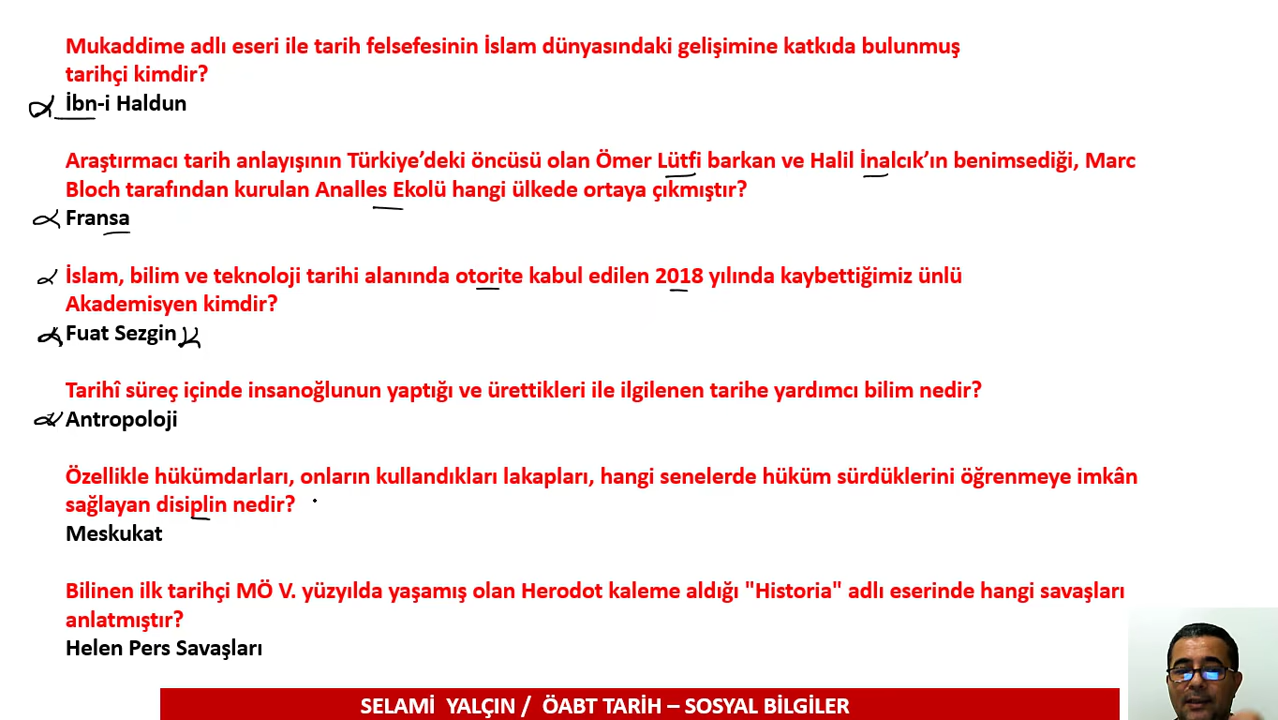 Mukaddime adlı eseri ile tarih felsefesinin İslam dünyasındaki gelişimine katkıda bulunmuş
tarihçi kimdir?
İbn-i Haldun
Araştırmacı tarih anlayışının Türkiye’deki öncüsü olan Ömer Lütfi barkan ve Halil İnalcık’ın benimsediği, Marc
Bloch tarafından kurulan Analles Ekolü hangi ülkede ortaya çıkmıştır?
Fransa
İslam, bilim ve teknoloji tarihi alanında otorite kabul edilen 2018 yılında kaybettiğimiz ünlü
Akademisyen kimdir?
Fuat Sezgin
Tarihî süreç içinde insanoğlunun yaptığı ve ürettikleri ile ilgilenen tarihe yardımcı bilim nedir?
Antropoloji
Özellikle hükümdarları, onların kullandıkları lakapları, hangi senelerde hüküm sürdüklerini öğrenmeye imkân
sağlayan disiplin nedir?
Meskukat
Bilinen ilk tarihçi MÖ V. yüzyılda yaşamış olan Herodot kaleme aldığı "Historia" adlı eserinde hangi savaşları
anlatmıştır?
Helen Pers Savaşları
SELAMİ YALÇIN / ÖABT TARİH – SOSYAL BİLGİLER